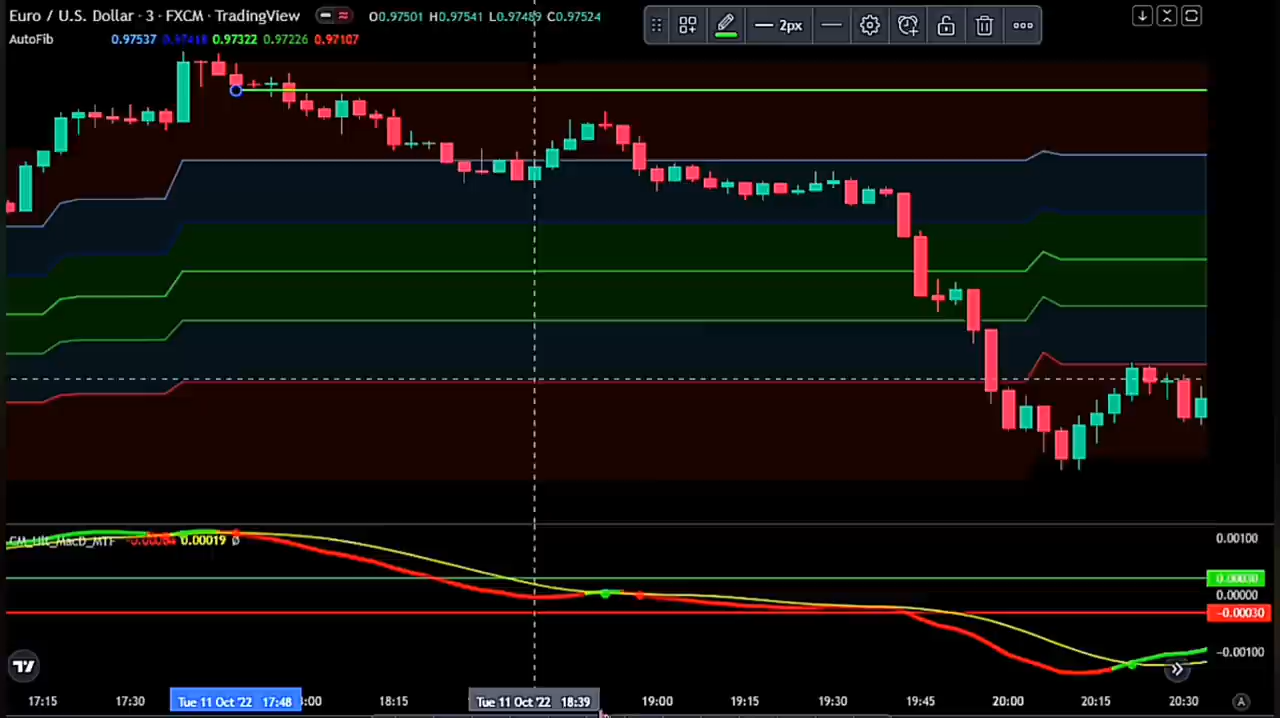 Euro / U.S. Dollar · 3 · FXCM · TradingView O0.97501 H0.97541 L0.97489 C0.97524
AutoFib 0.97537 0.97418 0.97322 0.97226 0.97107
2px
CM_Ult_MacD_MTF 0.00019 ø
0.00100
0.00030
0.00000
-0.00030
-0.00100
17:15 17:30 Tue 11 Oct '22 17:48 :00 18:15 Tue 11 Oct '22 18:39 19:00 19:15 19:30 19:45 20:00 20:15 20:30 A